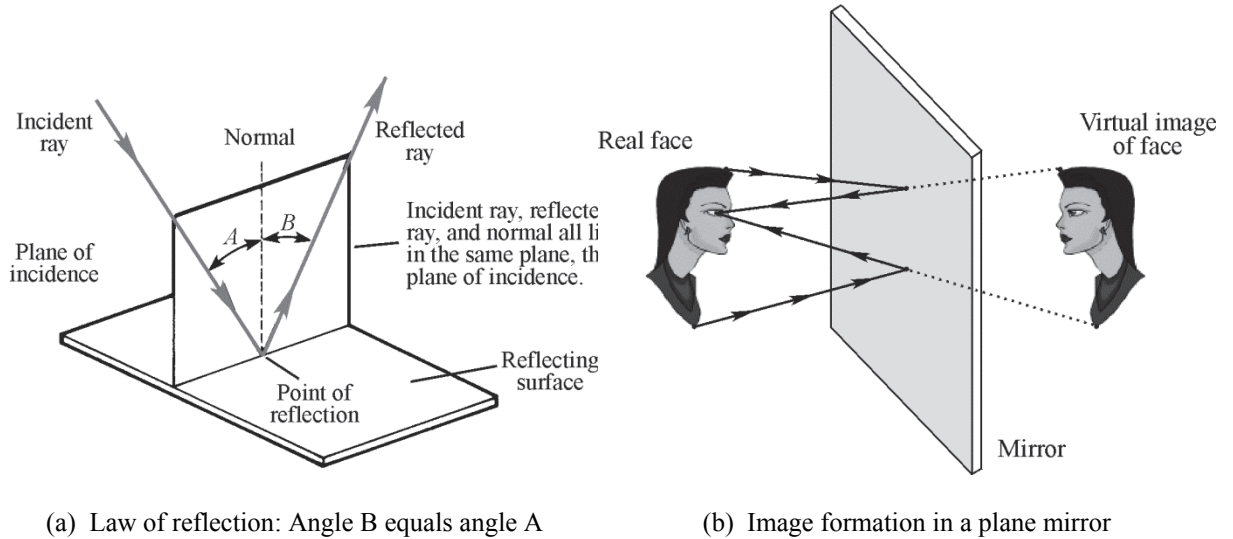 Incident
ray
Normal
Reflected
ray
A
B
Plane of
incidence
Incident ray, reflecte
ray, and normal all li
in the same plane, th
plane of incidence.
Reflecting
surface
Point of
reflection
(a) Law of reflection: Angle B equals angle A
Real face
Virtual image
of face
Mirror
(b) Image formation in a plane mirror